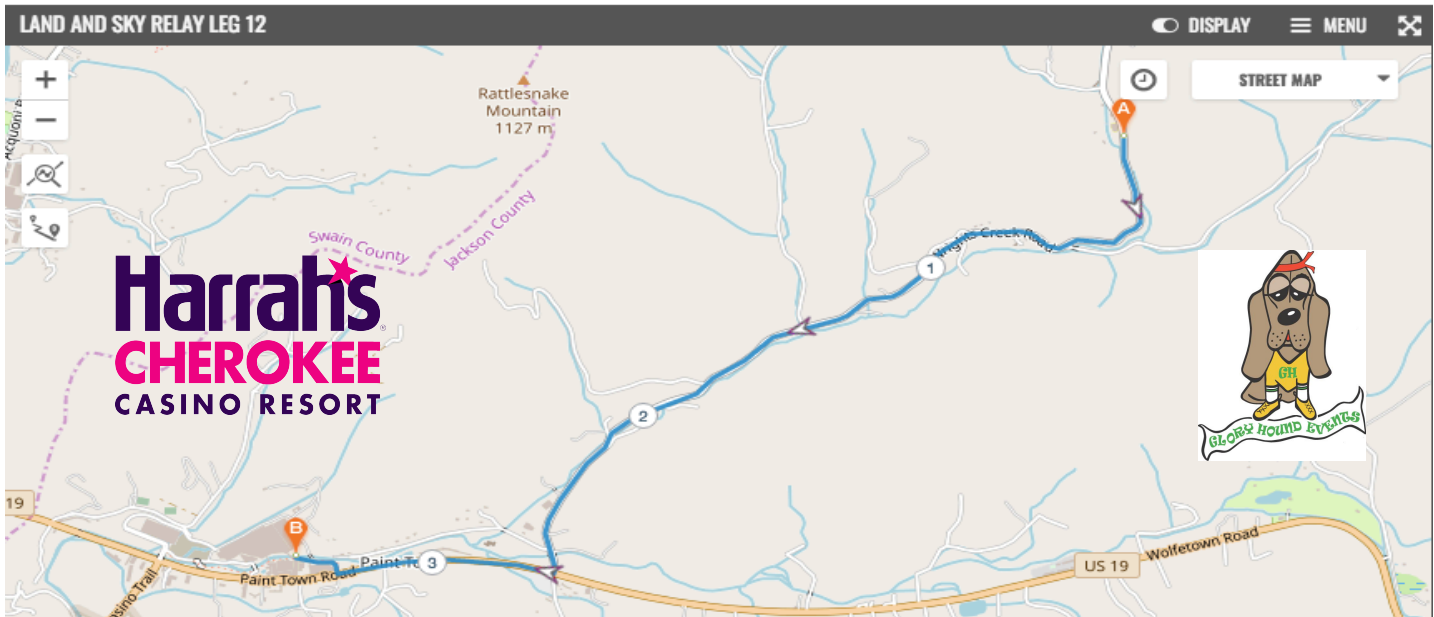 LAND AND SKY RELAY LEG 12
DISPLAY
MENU
+
−
STREET MAP
A
Rattlesnake
Mountain
1127 m
Swain County
Jackson County
Wrights Creek Road
1
Harrah's
CHEROKEE
CASINO RESORT
GH
GLORY HOUND EVENTS
2
19
B
Paint Town Road
3
US 19
Wolfetown Road